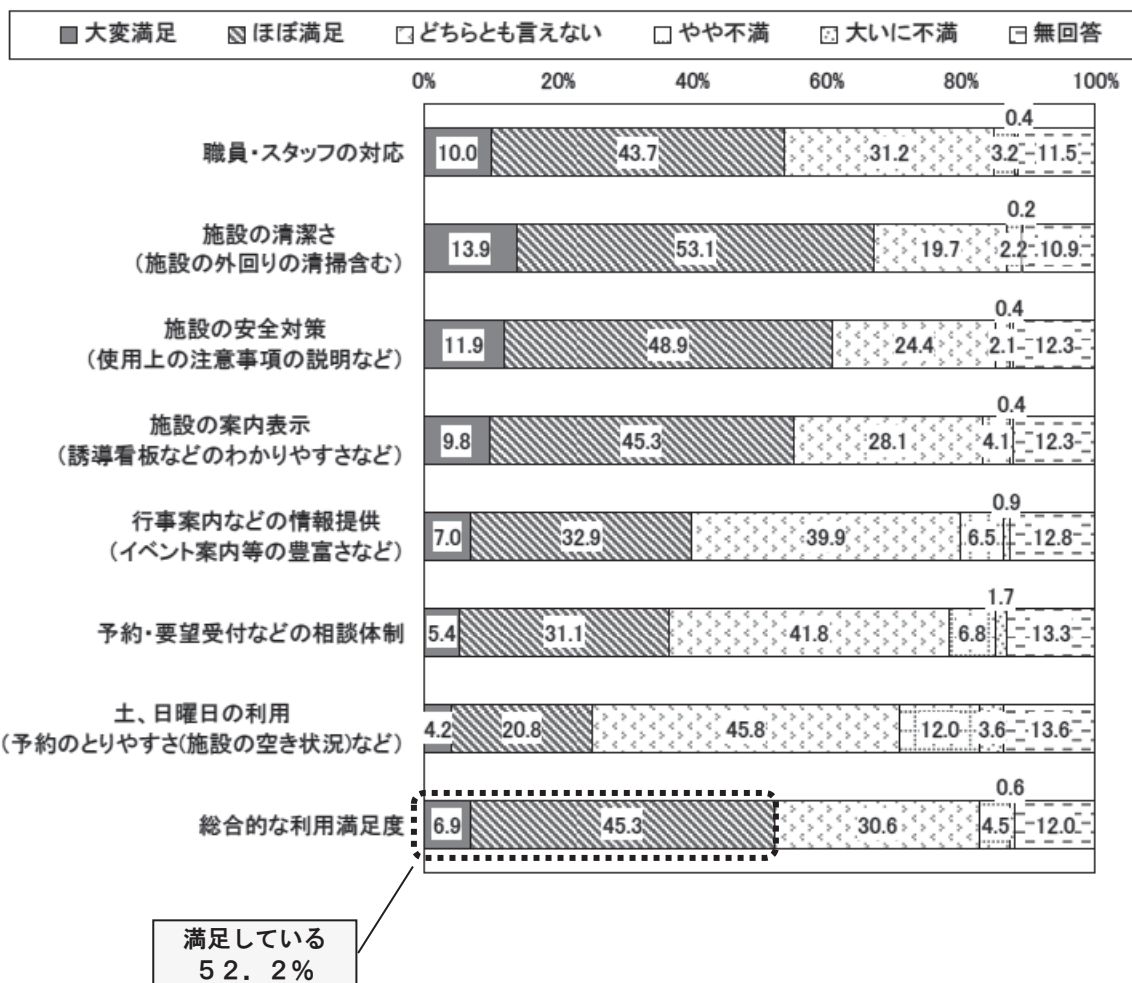 大変満足 ほぼ満足 どちらとも言えない やや不満 大いに不満 無回答
0% 20% 40% 60% 80% 100%
0.4
職員・スタッフの対応 10.0 43.7 31.2 3.2 11.5
0.2
施設の清潔さ
(施設の外回りの清掃含む) 13.9 53.1 19.7 2.2 10.9
0.4
施設の安全対策
(使用上の注意事項の説明など) 11.9 48.9 24.4 2.1 12.3
0.4
施設の案内表示
(誘導看板などのわかりやすさなど) 9.8 45.3 28.1 4.1 12.3
0.9
行事案内などの情報提供
(イベント案内等の豊富さなど) 7.0 32.9 39.9 6.5 12.8
1.7
予約・要望受付などの相談体制 5.4 31.1 41.8 6.8 13.3
土、日曜日の利用
(予約のとりやすさ(施設の空き状況)など) 4.2 20.8 45.8 12.0 3.6 13.6
0.6
総合的な利用満足度 6.9 45.3 30.6 4.5 12.0
満足している
52.2%